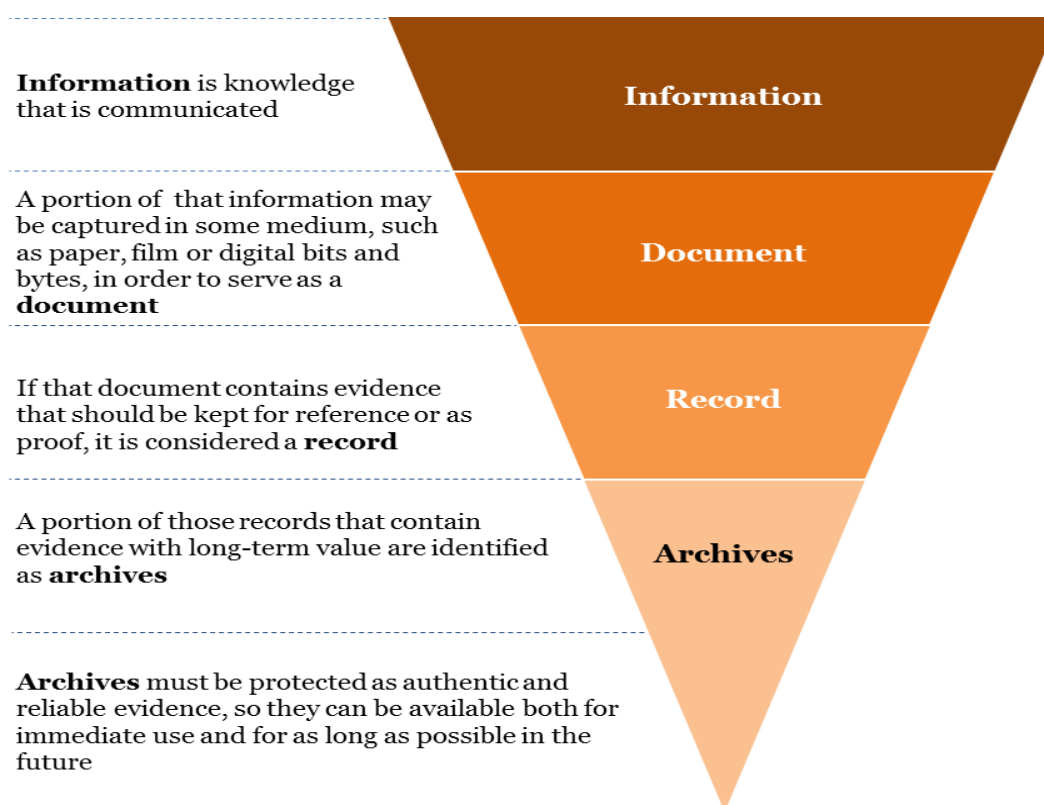 Information is knowledge
that is communicated
Information
A portion of that information may
be captured in some medium, such
as paper, film or digital bits and
bytes, in order to serve as a
document
Document
If that document contains evidence
that should be kept for reference or as
proof, it is considered a record
Record
A portion of those records that contain
evidence with long-term value are identified
as archives
Archives
Archives must be protected as authentic and
reliable evidence, so they can be available both for
immediate use and for as long as possible in the
future